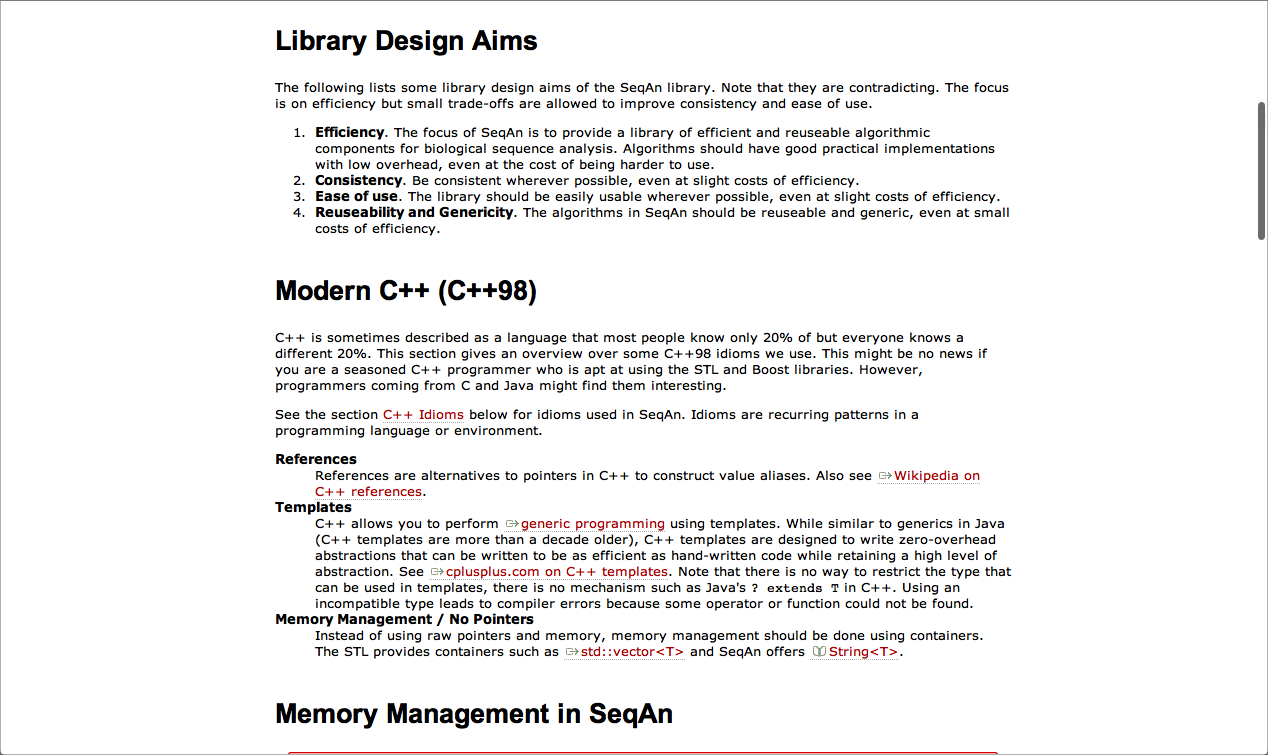 Library Design Aims
The following lists some library design aims of the SeqAn library. Note that they are contradicting. The focus
is on efficiency but small trade-offs are allowed to improve consistency and ease of use.
1. Efficiency. The focus of SeqAn is to provide a library of efficient and reuseable algorithmic
components for biological sequence analysis. Algorithms should have good practical implementations
with low overhead, even at the cost of being harder to use.
2. Consistency. Be consistent wherever possible, even at slight costs of efficiency.
3. Ease of use. The library should be easily usable wherever possible, even at slight costs of efficiency.
4. Reuseability and Genericity. The algorithms in SeqAn should be reuseable and generic, even at small
costs of efficiency.
Modern C++ (C++98)
C++ is sometimes described as a language that most people know only 20% of but everyone knows a
different 20%. This section gives an overview over some C++98 idioms we use. This might be no news if
you are a seasoned C++ programmer who is apt at using the STL and Boost libraries. However,
programmers coming from C and Java might find them interesting.
See the section C++ Idioms below for idioms used in SeqAn. Idioms are recurring patterns in a
programming language or environment.
References
References are alternatives to pointers in C++ to construct value aliases. Also see Wikipedia on
C++ references.
Templates
C++ allows you to perform generic programming using templates. While similar to generics in Java
(C++ templates are more than a decade older), C++ templates are designed to write zero-overhead
abstractions that can be written to be as efficient as hand-written code while retaining a high level of
abstraction. See cplusplus.com on C++ templates. Note that there is no way to restrict the type that
can be used in templates, there is no mechanism such as Java's ? extends T in C++. Using an
incompatible type leads to compiler errors because some operator or function could not be found.
Memory Management / No Pointers
Instead of using raw pointers and memory, memory management should be done using containers.
The STL provides containers such as std::vector<T> and SeqAn offers String<T>.
Memory Management in SeqAn